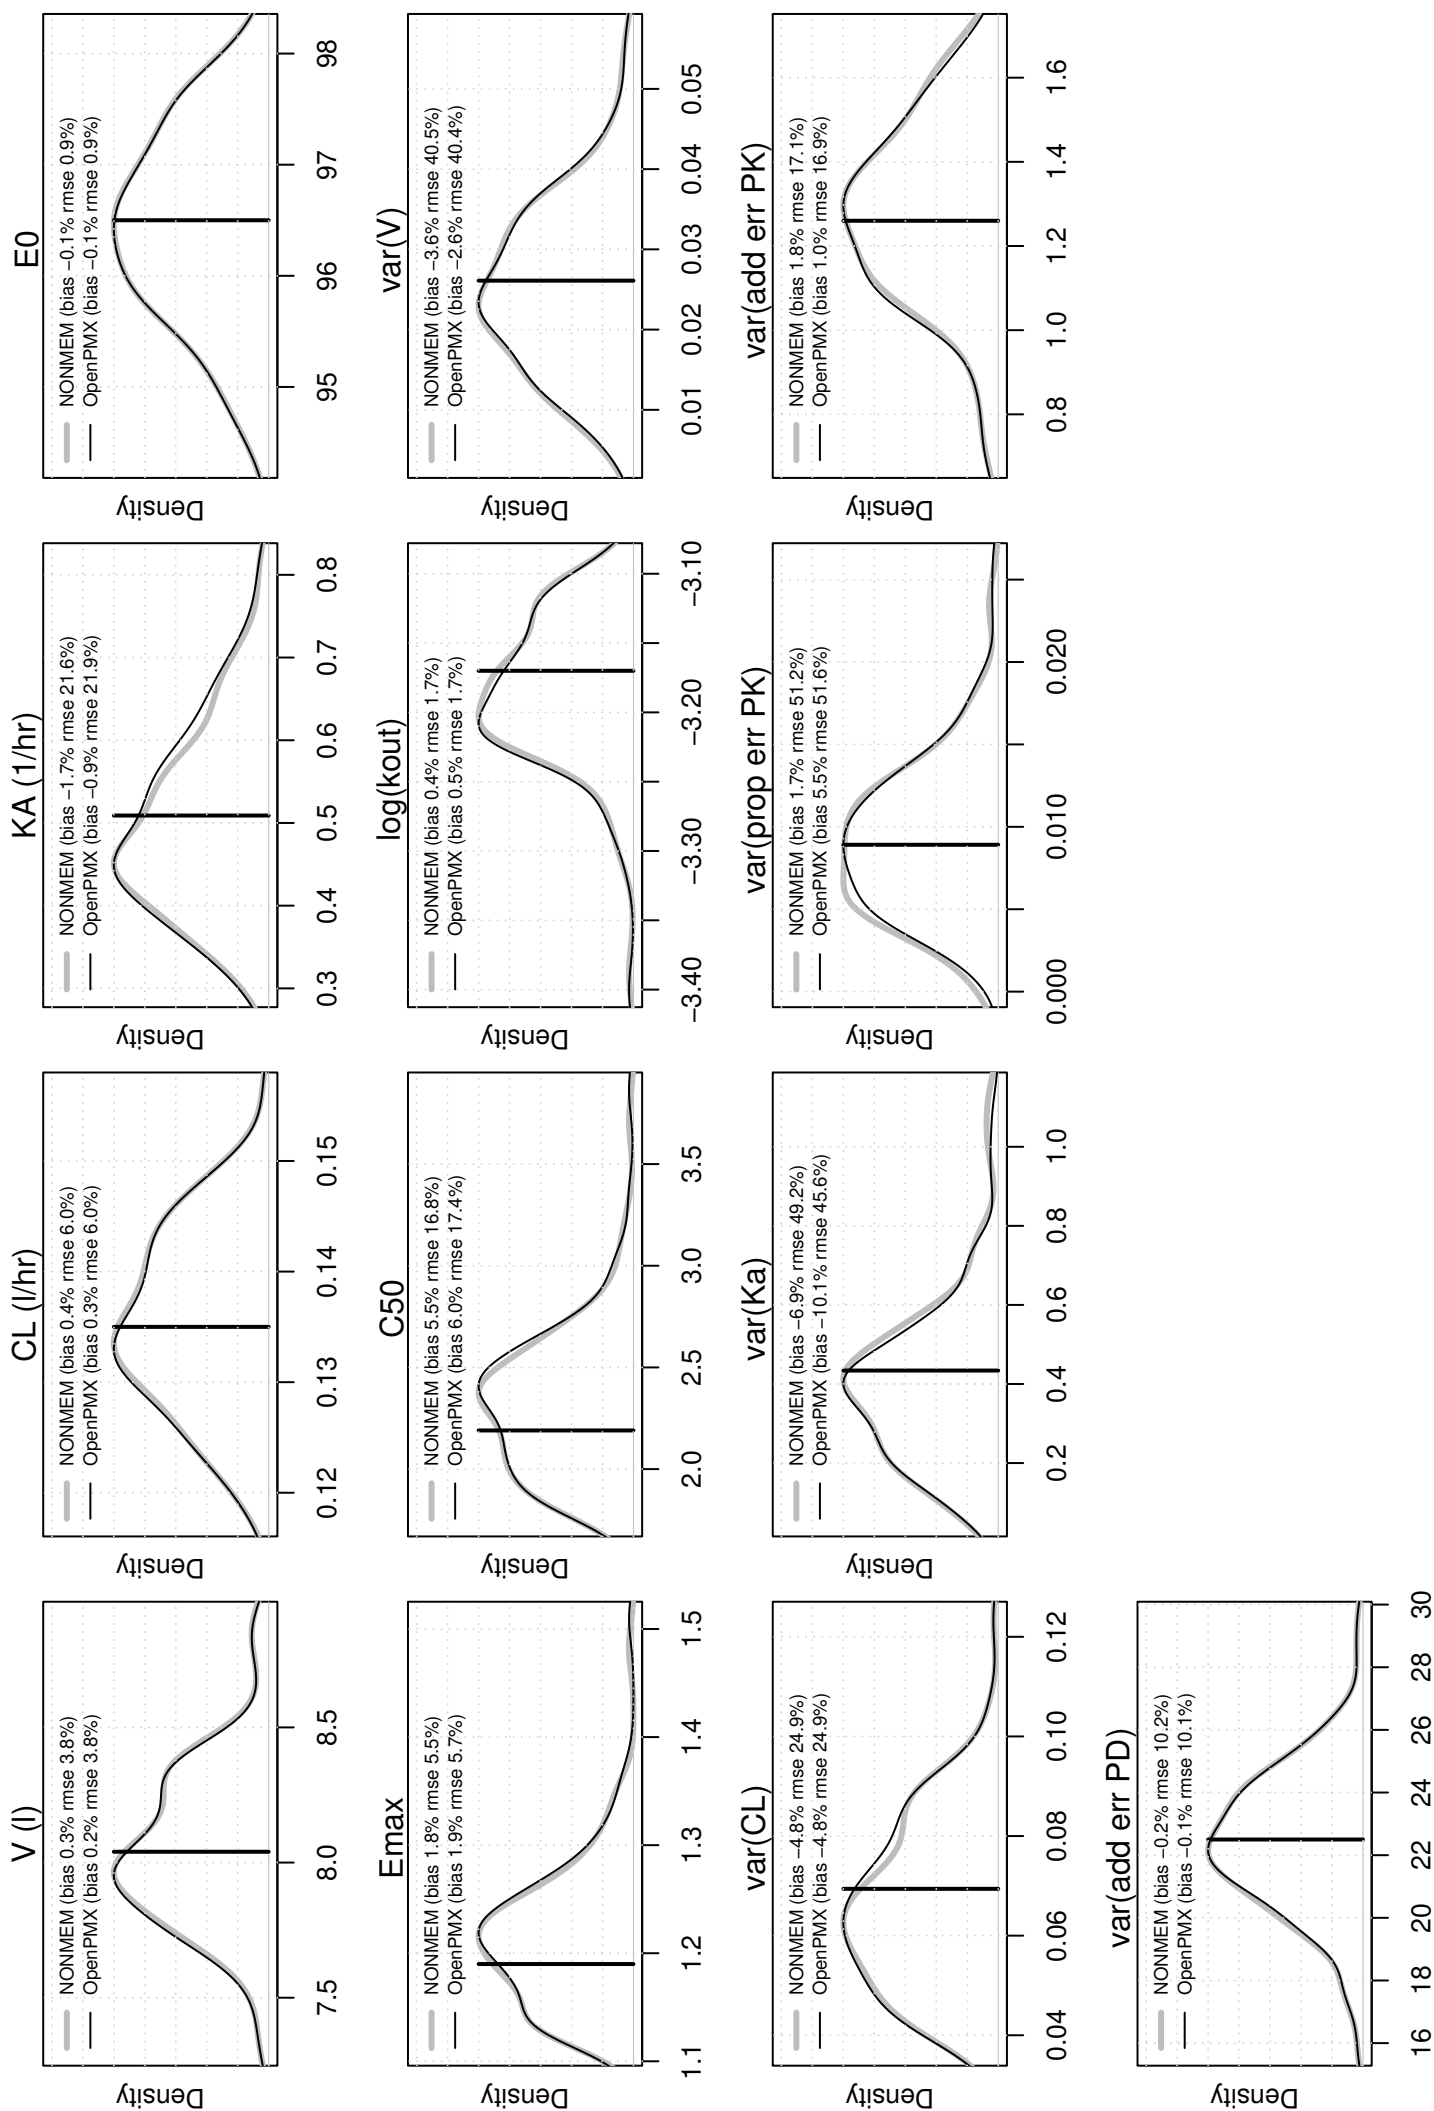 V (l)
NONMEM (bias 0.3% rmse 3.8%)
OpenPMX (bias 0.2% rmse 3.8%)
Density
7.5 8.0 8.5
CL (l/hr)
NONMEM (bias 0.4% rmse 6.0%)
OpenPMX (bias 0.3% rmse 6.0%)
Density
0.12 0.13 0.14 0.15
KA (1/hr)
NONMEM (bias −1.7% rmse 21.6%)
OpenPMX (bias −0.9% rmse 21.9%)
Density
0.3 0.4 0.5 0.6 0.7 0.8
E0
NONMEM (bias −0.1% rmse 0.9%)
OpenPMX (bias −0.1% rmse 0.9%)
Density
95 96 97 98
Emax
NONMEM (bias 1.8% rmse 5.5%)
OpenPMX (bias 1.9% rmse 5.7%)
Density
1.1 1.2 1.3 1.4 1.5
C50
NONMEM (bias 5.5% rmse 16.8%)
OpenPMX (bias 6.0% rmse 17.4%)
Density
2.0 2.5 3.0 3.5
log(kout)
NONMEM (bias 0.4% rmse 1.7%)
OpenPMX (bias 0.5% rmse 1.7%)
Density
−3.40 −3.30 −3.20 −3.10
var(V)
NONMEM (bias −3.6% rmse 40.5%)
OpenPMX (bias −2.6% rmse 40.4%)
Density
0.01 0.02 0.03 0.04 0.05
var(CL)
NONMEM (bias −4.8% rmse 24.9%)
OpenPMX (bias −4.8% rmse 24.9%)
Density
0.04 0.06 0.08 0.10 0.12
var(Ka)
NONMEM (bias −6.9% rmse 49.2%)
OpenPMX (bias −10.1% rmse 45.6%)
Density
0.2 0.4 0.6 0.8 1.0
var(prop err PK)
NONMEM (bias 1.7% rmse 51.2%)
OpenPMX (bias 5.5% rmse 51.6%)
Density
0.000 0.010 0.020
var(add err PK)
NONMEM (bias 1.8% rmse 17.1%)
OpenPMX (bias 1.0% rmse 16.9%)
Density
0.8 1.0 1.2 1.4 1.6
var(add err PD)
NONMEM (bias −0.2% rmse 10.2%)
OpenPMX (bias −0.1% rmse 10.1%)
Density
16 18 20 22 24 26 28 30